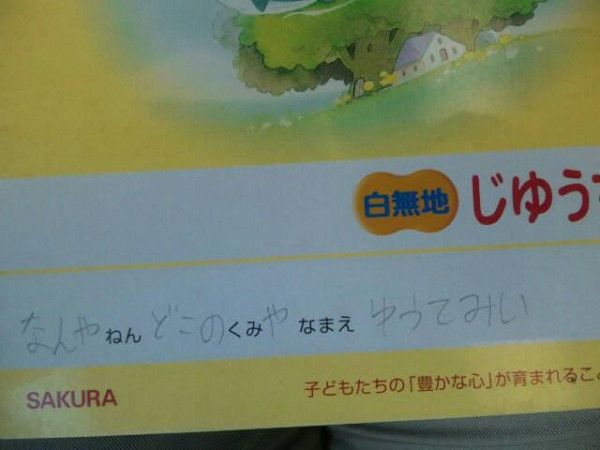 白無地 じゆう
なんやねん どこのくみや なまえ ゆうてみい
SAKURA 子どもたちの「豊かな心」が育まれるこ